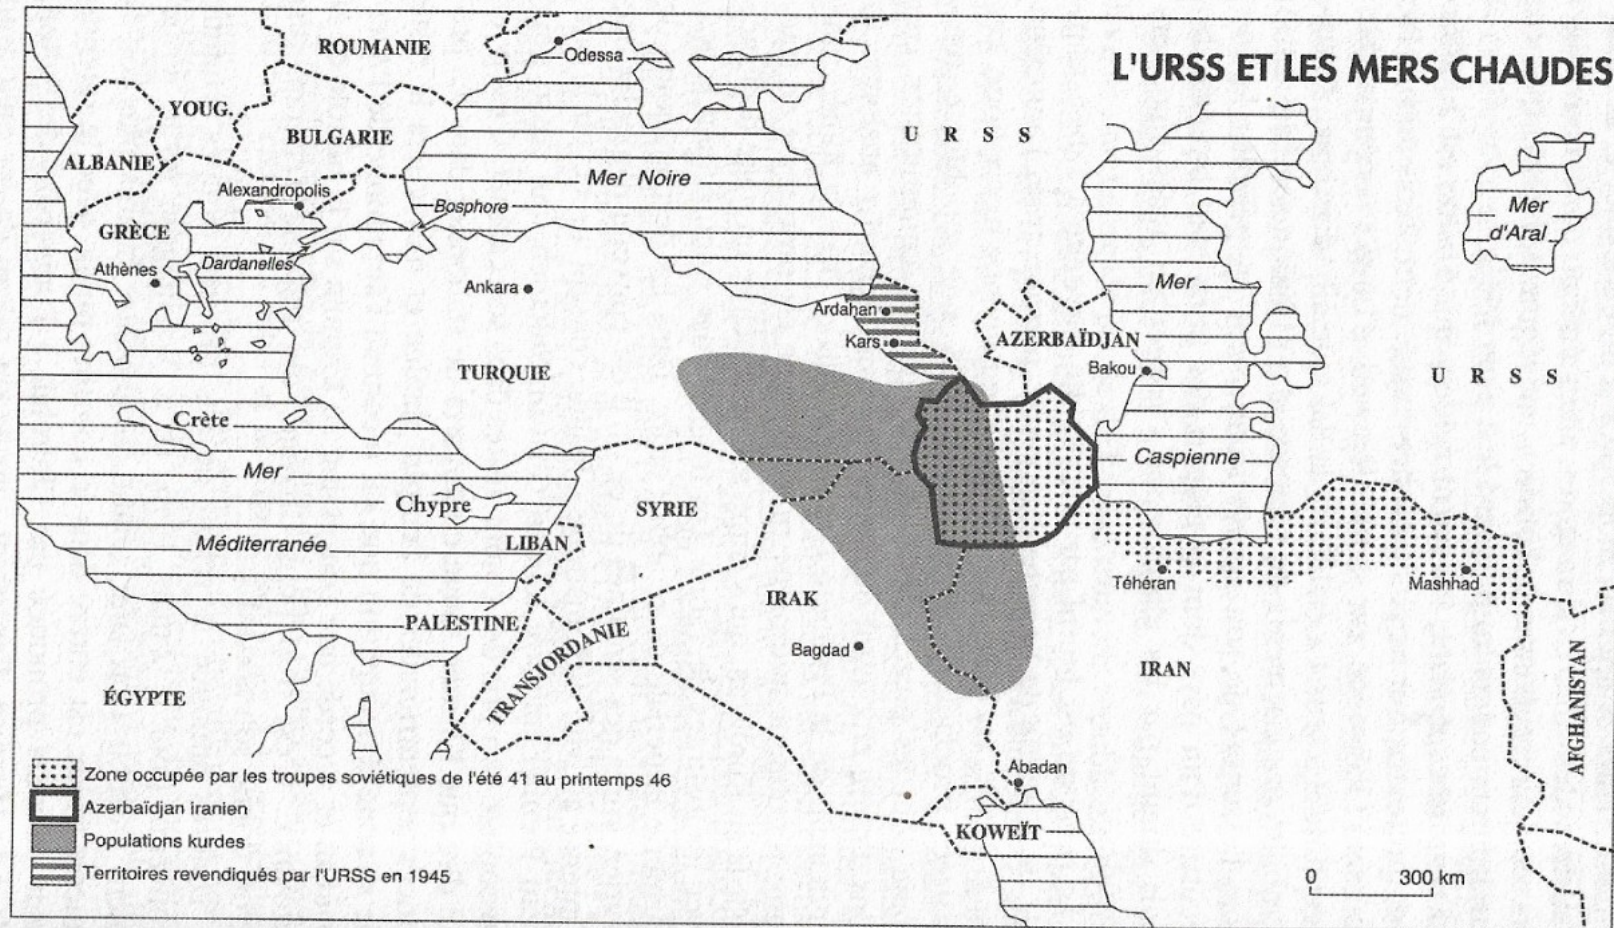 L'URSS ET LES MERS CHAUDES
ROUMANIE
Odessa
YOUG.
BULGARIE
ALBANIE
U R S S
Mer Noire
Alexandropolis
Bosphore
Mer
d'Aral
GRÈCE
Dardanelles
Athènes
Ankara
Mer
Ardahan
Kars
AZERBAÏDJAN
Bakou
TURQUIE
U R S S
Crète
Mer
Caspienne
Chypre
SYRIE
Méditerranée
LIBAN
Téhéran
Mashhad
IRAK
PALESTINE
TRANSJORDANIE
Bagdad
IRAN
ÉGYPTE
AFGHANISTAN
Abadan
KOWEÏT
Zone occupée par les troupes soviétiques de l'été 41 au printemps 46
Azerbaïdjan iranien
Populations kurdes
Territoires revendiqués par l'URSS en 1945
0 300 km